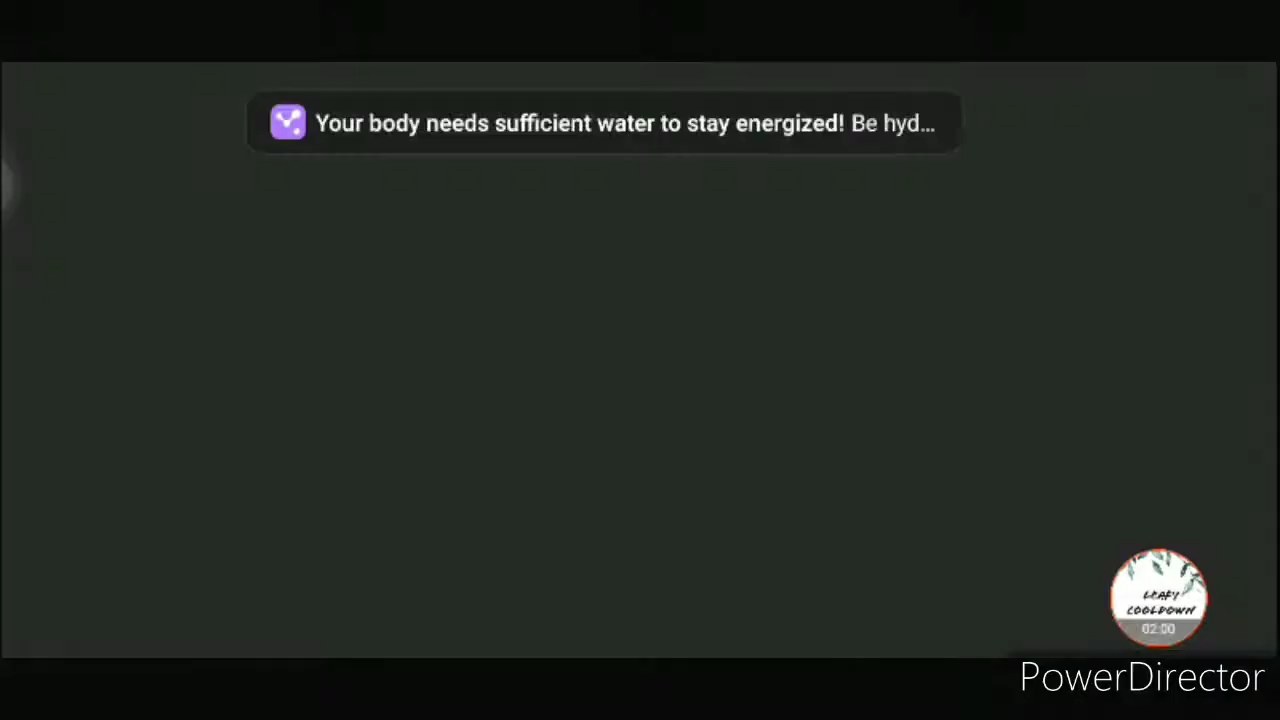 Your body needs sufficient water to stay energized! Be hyd...
LEAFY
COOLDOWN
02:00
PowerDirector